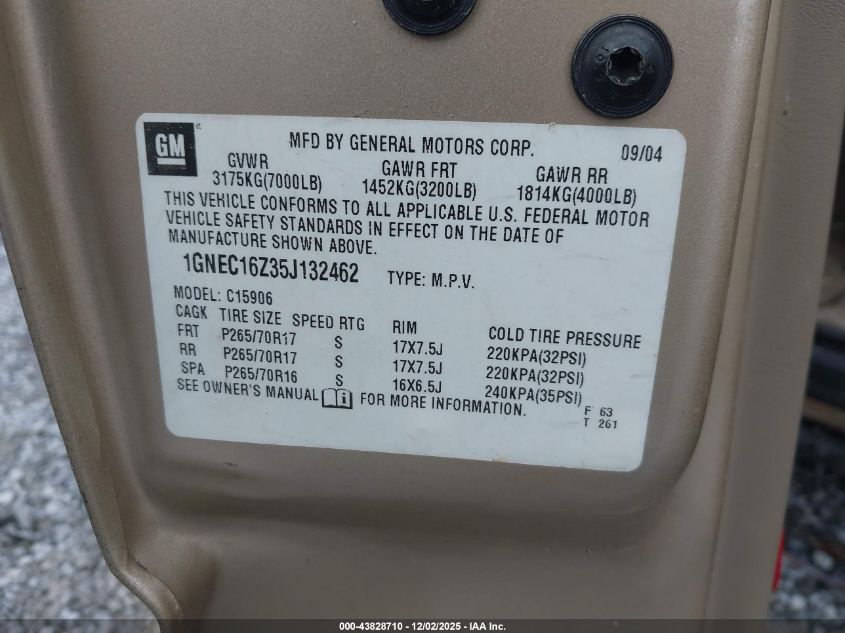 GM
MFD BY GENERAL MOTORS CORP. 09/04
GVWR GAWR FRT GAWR RR
3175KG(7000LB) 1452KG(3200LB) 1814KG(4000LB)
THIS VEHICLE CONFORMS TO ALL APPLICABLE U.S. FEDERAL MOTOR
VEHICLE SAFETY STANDARDS IN EFFECT ON THE DATE OF
MANUFACTURE SHOWN ABOVE.
1GNEC16Z35J132462 TYPE: M.P.V.
MODEL: C15906
CAGK TIRE SIZE SPEED RTG RIM COLD TIRE PRESSURE
FRT P265/70R17 S 17X7.5J 220KPA(32PSI)
RR P265/70R17 S 17X7.5J 220KPA(32PSI)
SPA P265/70R16 S 16X6.5J 240KPA(35PSI)
SEE OWNER'S MANUAL i FOR MORE INFORMATION.
F 63
T 261
000-43828710 - 12/02/2025 - IAA Inc.